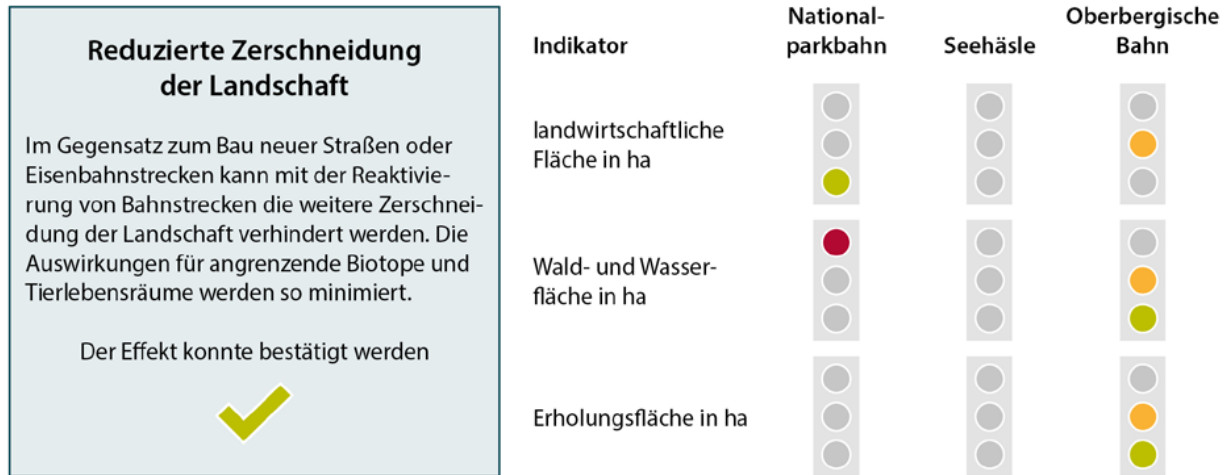 Reduzierte Zerschneidung
der Landschaft
Im Gegensatz zum Bau neuer Straßen oder
Eisenbahnstrecken kann mit der Reaktivie-
rung von Bahnstrecken die weitere Zerschnei-
dung der Landschaft verhindert werden. Die
Auswirkungen für angrenzende Biotope und
Tierlebensräume werden so minimiert.
Der Effekt konnte bestätigt werden
Indikator
National-
parkbahn
Seehäsle
Oberbergische
Bahn
landwirtschaftliche
Fläche in ha
Wald- und Wasser-
fläche in ha
Erholungsfläche in ha